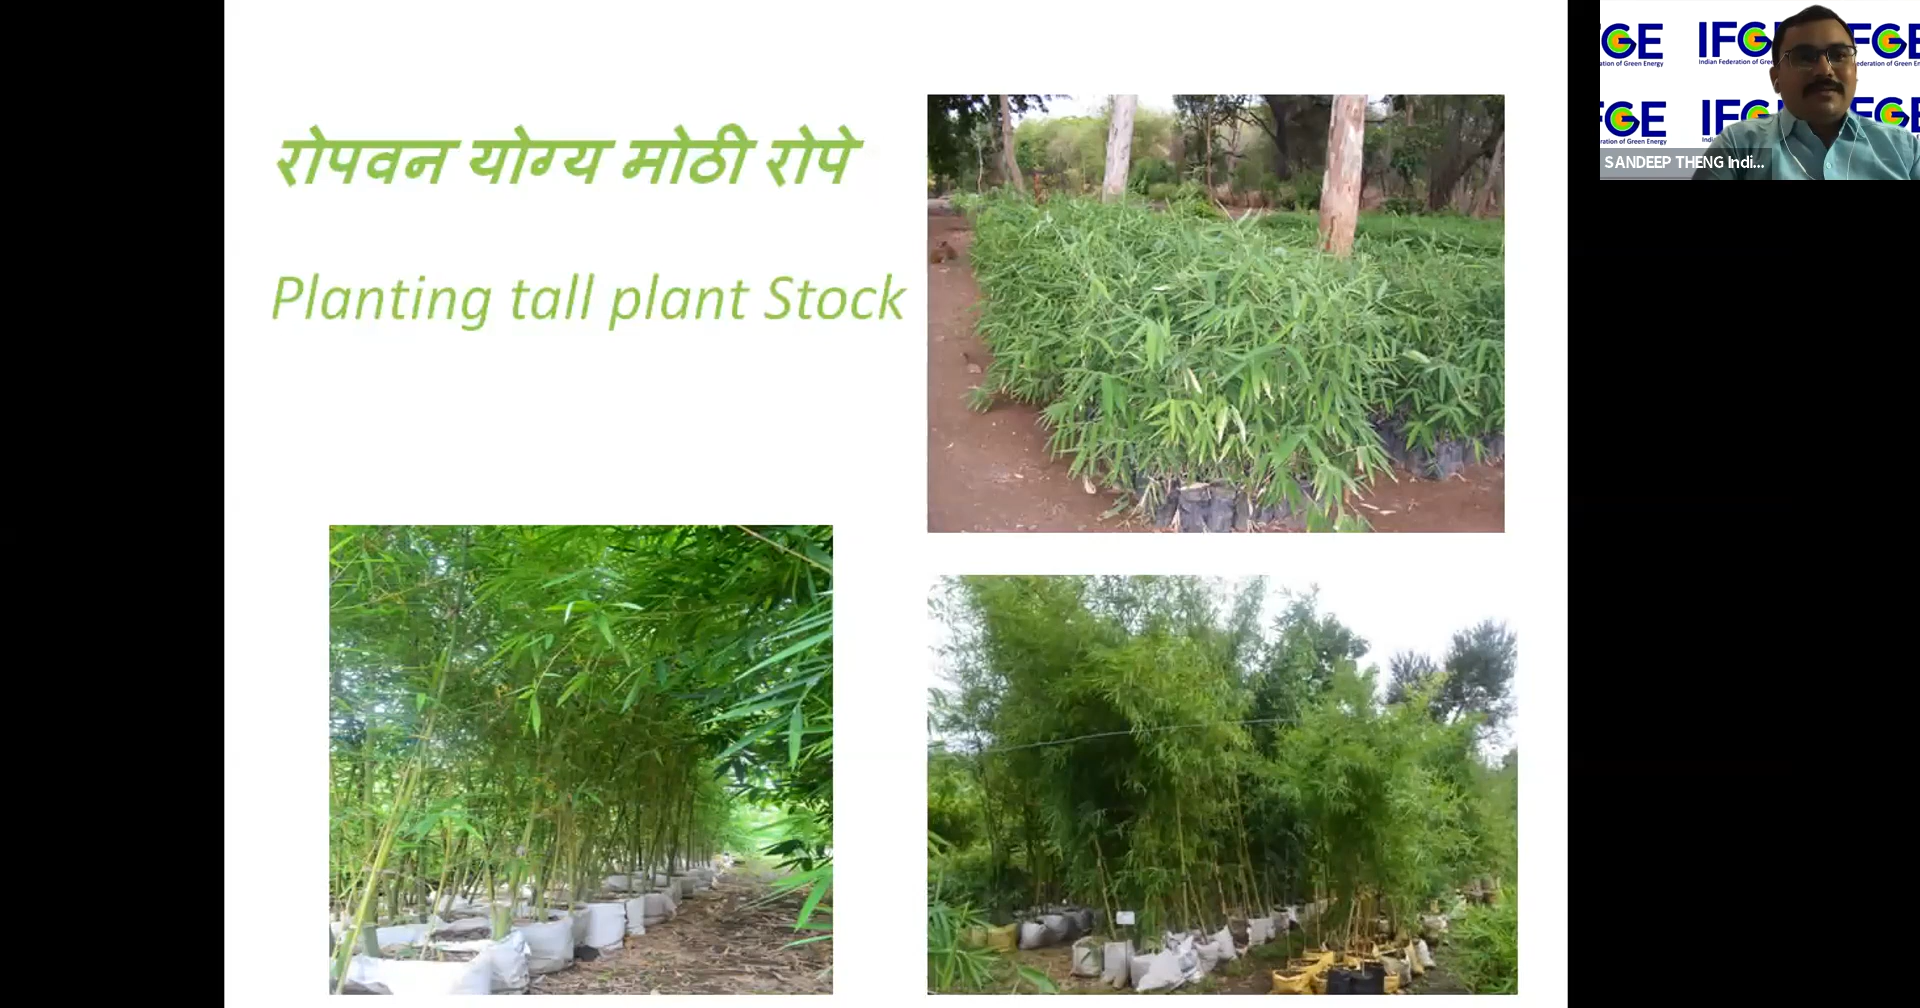 रोपवन योग्य मोठी रोपे
Planting tall plant Stock
IFGE
Indian Federation of Green Energy
SANDEEP THENG Indi...